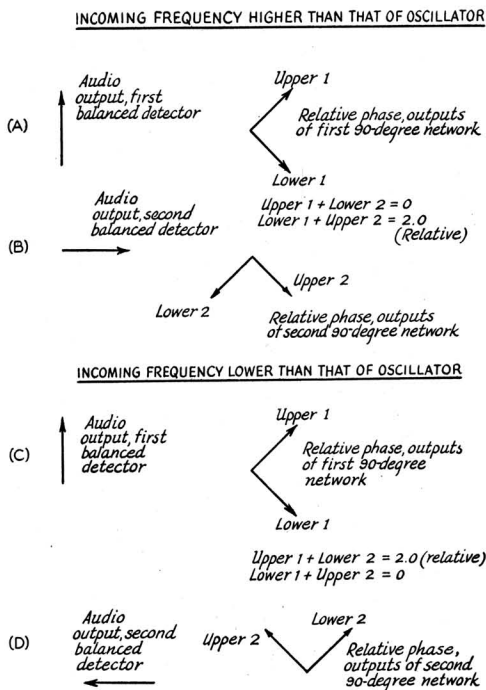 INCOMING FREQUENCY HIGHER THAN THAT OF OSCILLATOR
(A)
Audio
output, first
balanced detector
Upper 1
Relative phase, outputs
of first 90-degree network
Lower 1
Upper 1 + Lower 2 = 0
Lower 1 + Upper 2 = 2.0
(Relative)
(B)
Audio
output, second
balanced detector
Lower 2
Upper 2
Relative phase, outputs
of second 90-degree network
INCOMING FREQUENCY LOWER THAN THAT OF OSCILLATOR
(C)
Audio
output, first
balanced
detector
Upper 1
Relative phase, outputs
of first 90-degree
network
Lower 1
Upper 1 + Lower 2 = 2.0 (relative)
Lower 1 + Upper 2 = 0
(D)
Audio
output, second
balanced
detector
Upper 2
Lower 2
Relative phase,
outputs of second
90-degree network